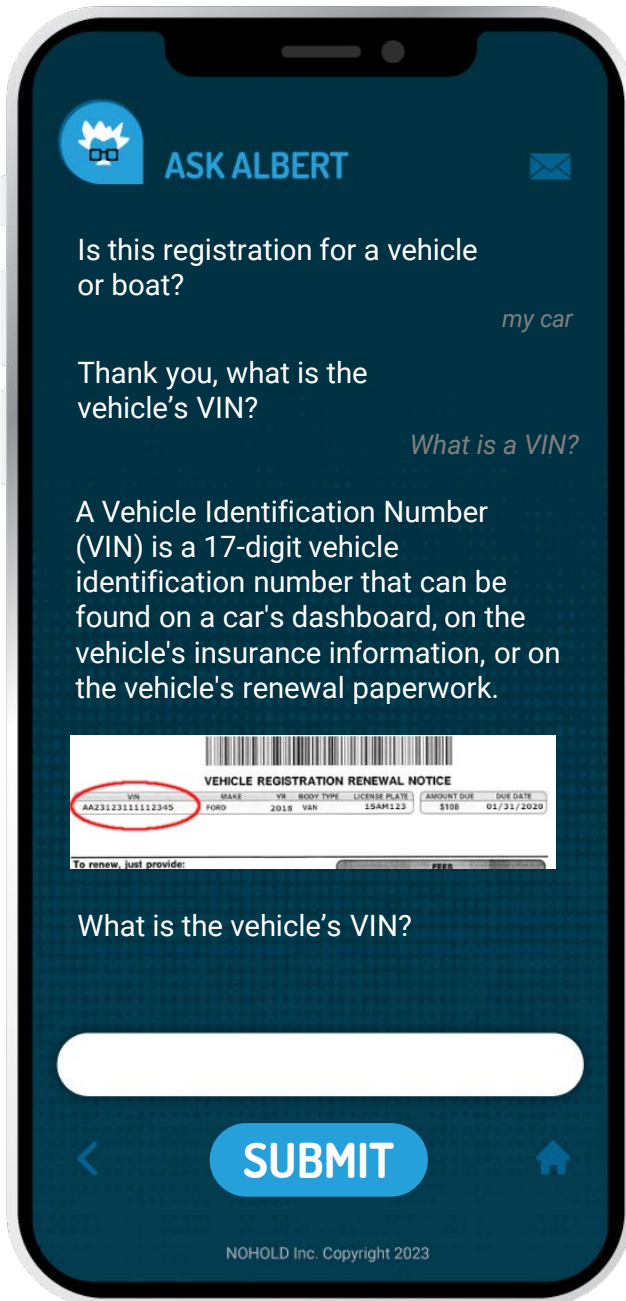 ASK ALBERT
Is this registration for a vehicle
or boat?
my car
Thank you, what is the
vehicle’s VIN?
What is a VIN?
A Vehicle Identification Number
(VIN) is a 17-digit vehicle
identification number that can be
found on a car's dashboard, on the
vehicle's insurance information, or on
the vehicle's renewal paperwork.
VEHICLE REGISTRATION RENEWAL NOTICE
VIN MAKE YR BODY TYPE LICENSE PLATE AMOUNT DUE DUE DATE
AA23123111112345 FORD 2018 VAN 1SAM123 $108 01/31/2020
To renew, just provide: FEES
What is the vehicle’s VIN?
SUBMIT
NOHOLD Inc. Copyright 2023